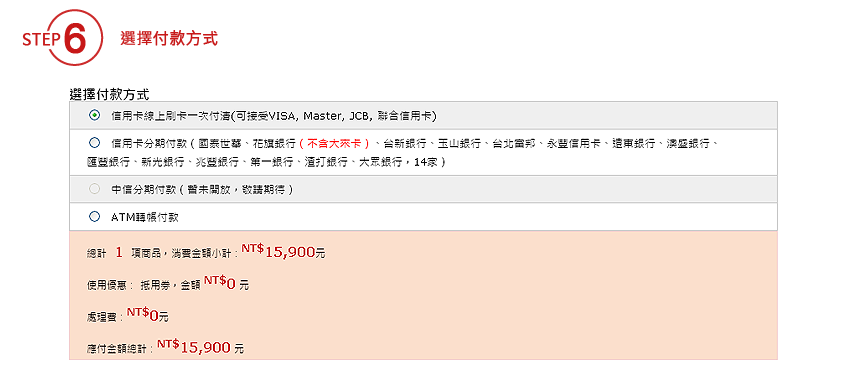 STEP 6 選擇付款方式
選擇付款方式
信用卡線上刷卡一次付清(可接受VISA, Master, JCB, 聯合信用卡)
信用卡分期付款 ( 國泰世華、花旗銀行 ( 不含大來卡 ) 、台新銀行、玉山銀行、台北富邦、永豐信用卡、遠東銀行、澳盛銀行、
匯豐銀行、新光銀行、兆豐銀行、第一銀行、渣打銀行、大眾銀行，14家 )
中信分期付款 ( 暫未開放，敬請期待 )
ATM轉帳付款
總計 1 項商品，消費金額小計：NT$15,900元
使用優惠： 抵用券，金額 NT$0 元
處理費：NT$0元
應付金額總計：NT$15,900 元